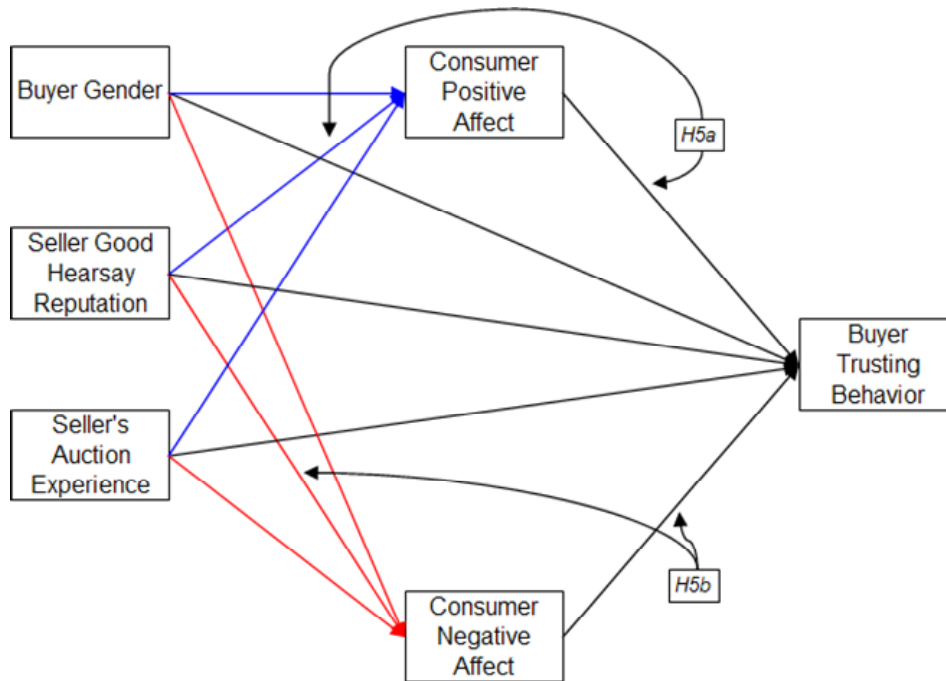 Buyer Gender
Consumer
Positive
Affect
H5a
Seller Good
Hearsay
Reputation
Buyer
Trusting
Behavior
Seller's
Auction
Experience
H5b
Consumer
Negative
Affect